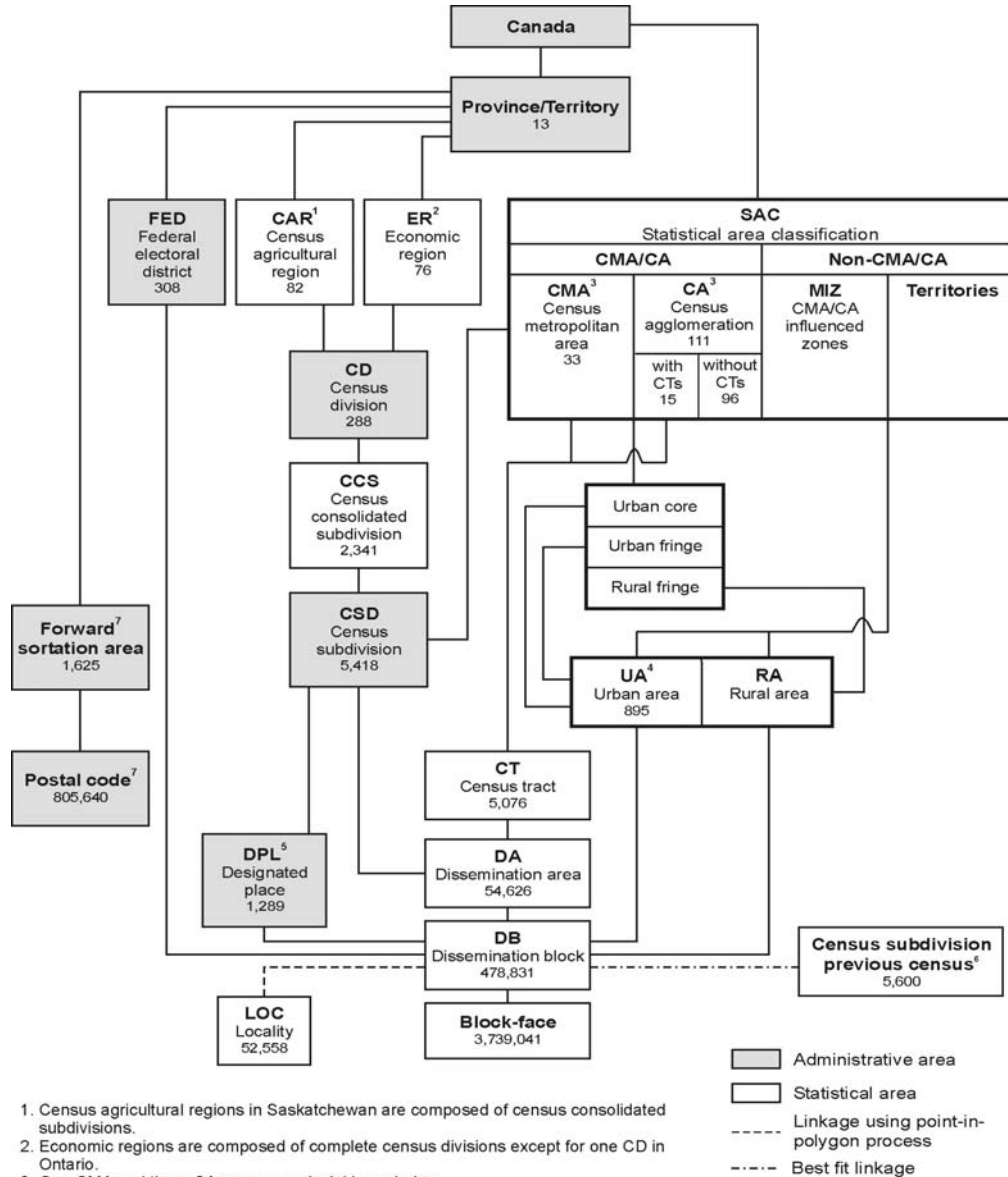 Canada
Province/Territory
13
FED
Federal
electoral
district
308
CAR¹
Census
agricultural
region
82
ER²
Economic
region
76
SAC
Statistical area classification
CMA/CA
Non-CMA/CA
CMA³
Census
metropolitan
area
33
CA³
Census
agglomeration
111
with
CTs
15
without
CTs
96
MIZ
CMA/CA
influenced
zones
Territories
CD
Census
division
288
CCS
Census
consolidated
subdivision
2,341
Urban core
Urban fringe
Rural fringe
CSD
Census
subdivision
5,418
Forward⁷
sortation area
1,625
UA⁴
Urban area
895
RA
Rural area
Postal code⁷
805,640
CT
Census tract
5,076
DPL⁵
Designated
place
1,289
DA
Dissemination area
54,626
DB
Dissemination block
478,831
Census subdivision
previous census⁶
5,600
LOC
Locality
52,558
Block-face
3,739,041
Administrative area
Statistical area
Linkage using point-in-
polygon process
Best fit linkage
1. Census agricultural regions in Saskatchewan are composed of census consolidated
subdivisions.
2. Economic regions are composed of complete census divisions except for one CD in
Ontario.